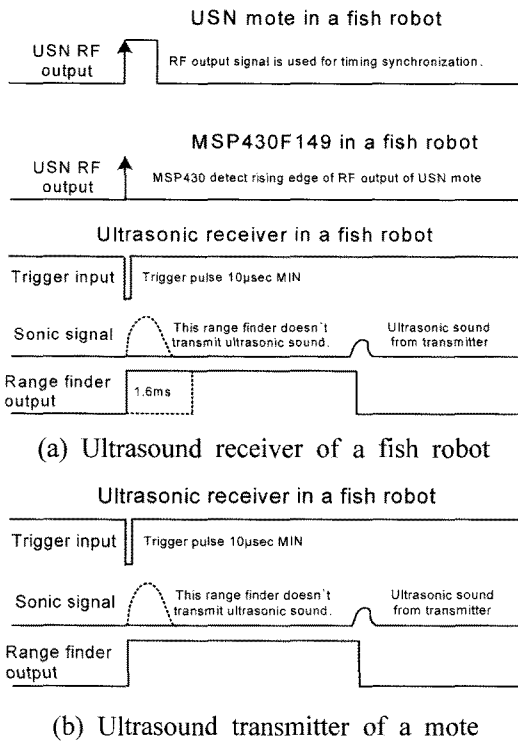 USN mote in a fish robot
USN RF
output
RF output signal is used for timing synchronization.
MSP430F149 in a fish robot
USN RF
output
MSP430 detect rising edge of RF output of USN mote
Ultrasonic receiver in a fish robot
Trigger input
Trigger pulse 10µsec MIN
Sonic signal
This range finder doesn't
transmit ultrasonic sound.
Ultrasonic sound
from transmitter
Range finder
output
1.6ms
(a) Ultrasound receiver of a fish robot
Ultrasonic receiver in a fish robot
Trigger input
Trigger pulse 10µsec MIN
Sonic signal
This range finder doesn't
transmit ultrasonic sound.
Ultrasonic sound
from transmitter
Range finder
output
(b) Ultrasound transmitter of a mote